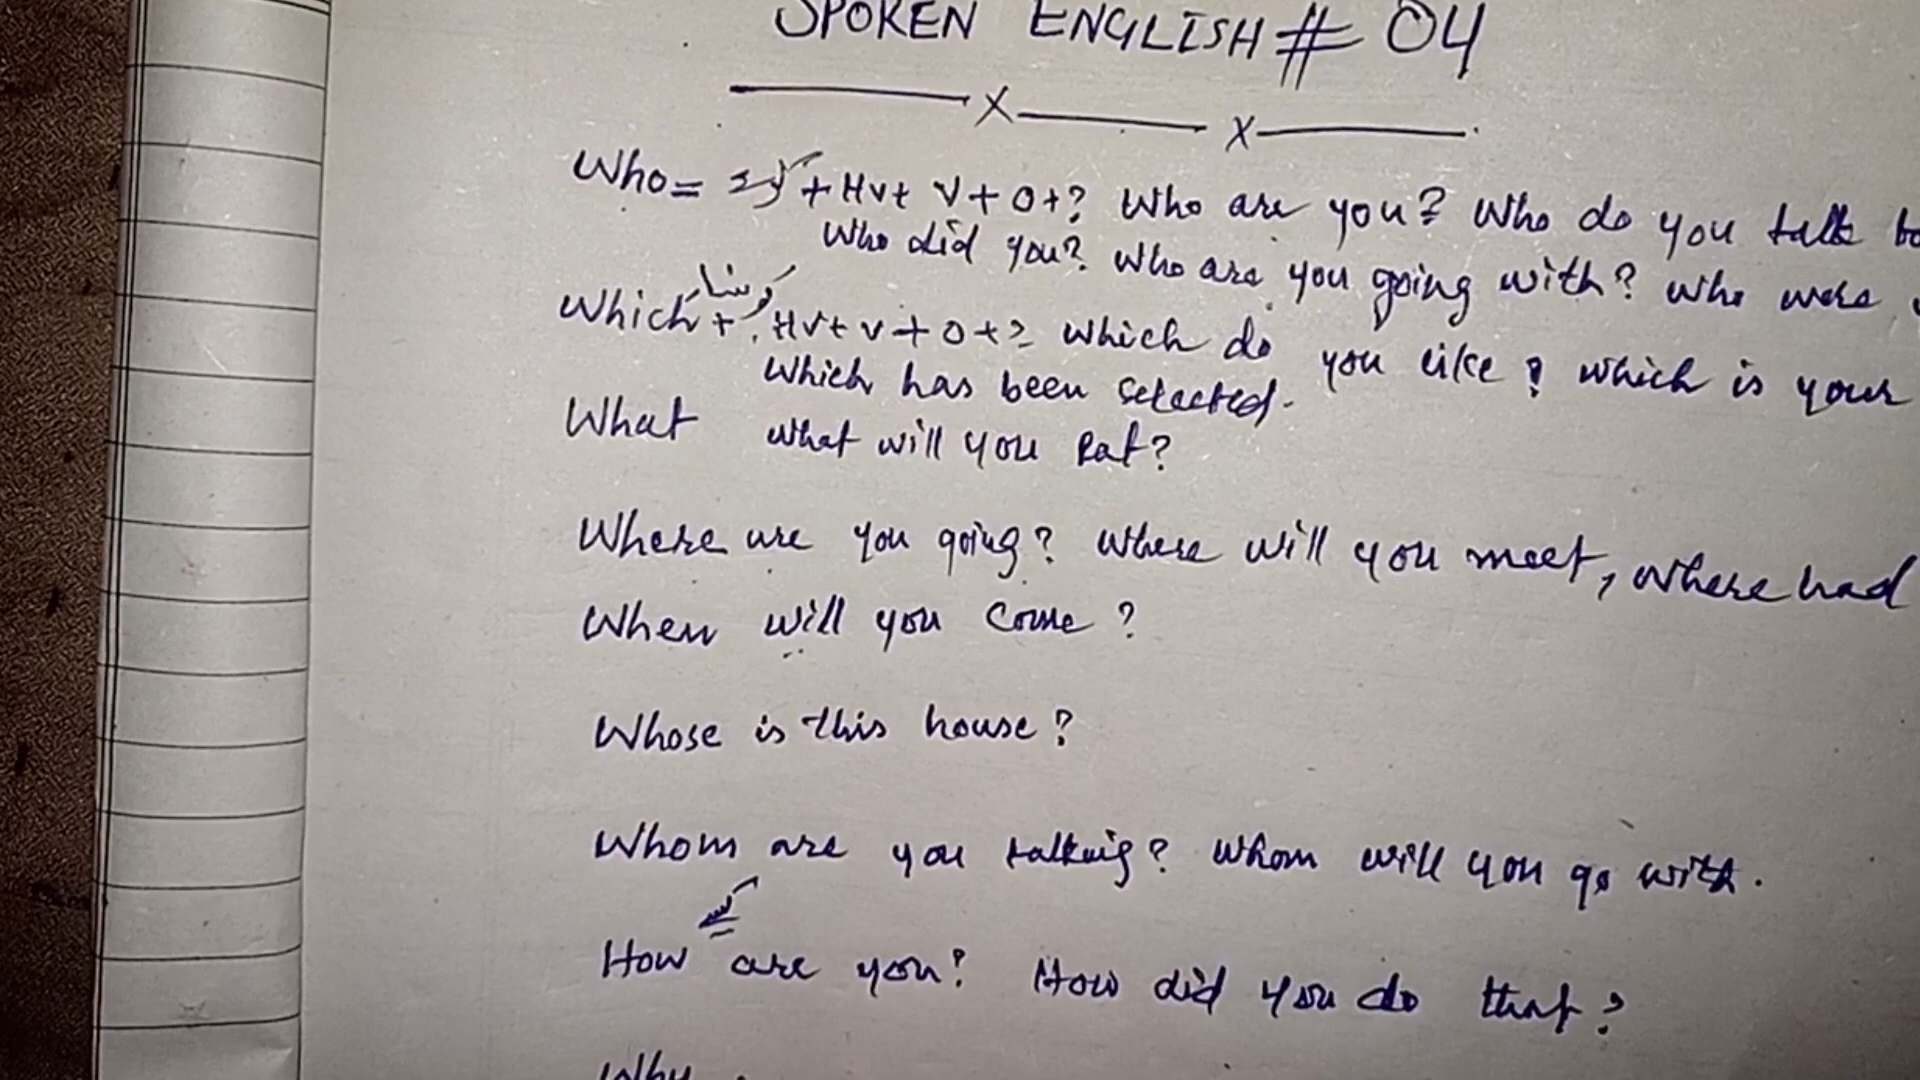 SPOKEN ENGLISH # 04
Who = + HV+ V + O +? Who are you? Who do you talk
Who did you? Who are you going with? Who were
کونسا
Which + HV+ V + O +? Which do you like? Which is your
Which has been selected.
What What will you Eat?
Where are you going? Where will you meet, Where had
When will you Come?
Whose is this house?
Whom are you talking? Whom will you go with.
کیسے
How are you? How did you do that?
Why